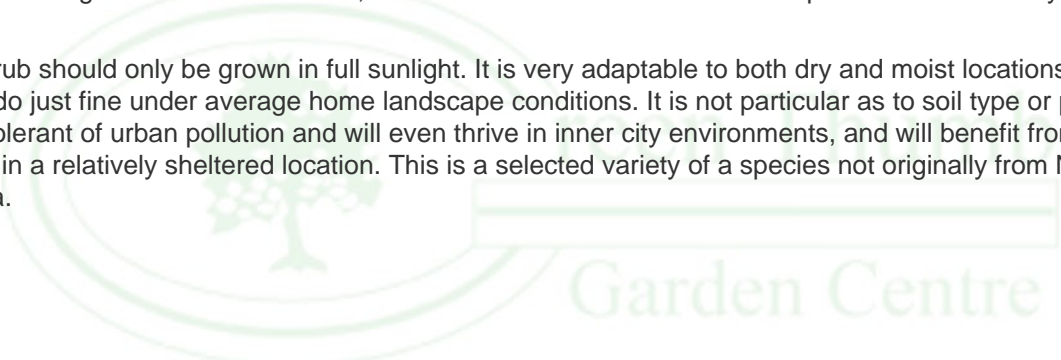 rub should only be grown in full sunlight. It is very adaptable to both dry and moist locations
do just fine under average home landscape conditions. It is not particular as to soil type or
olerant of urban pollution and will even thrive in inner city environments, and will benefit fro
in a relatively sheltered location. This is a selected variety of a species not originally from N
a.
reen Thumb
Garden Centre